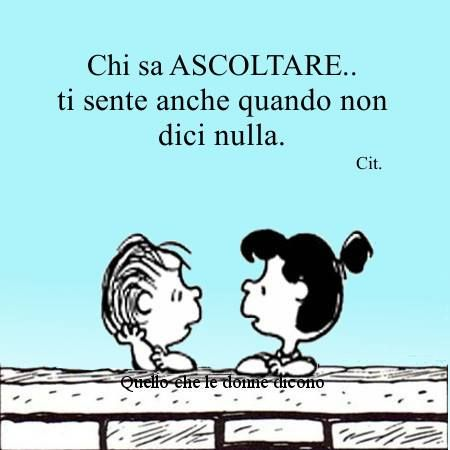 Chi sa ASCOLTARE..
ti sente anche quando non
dici nulla.
Cit.
Quello che le donne dicono